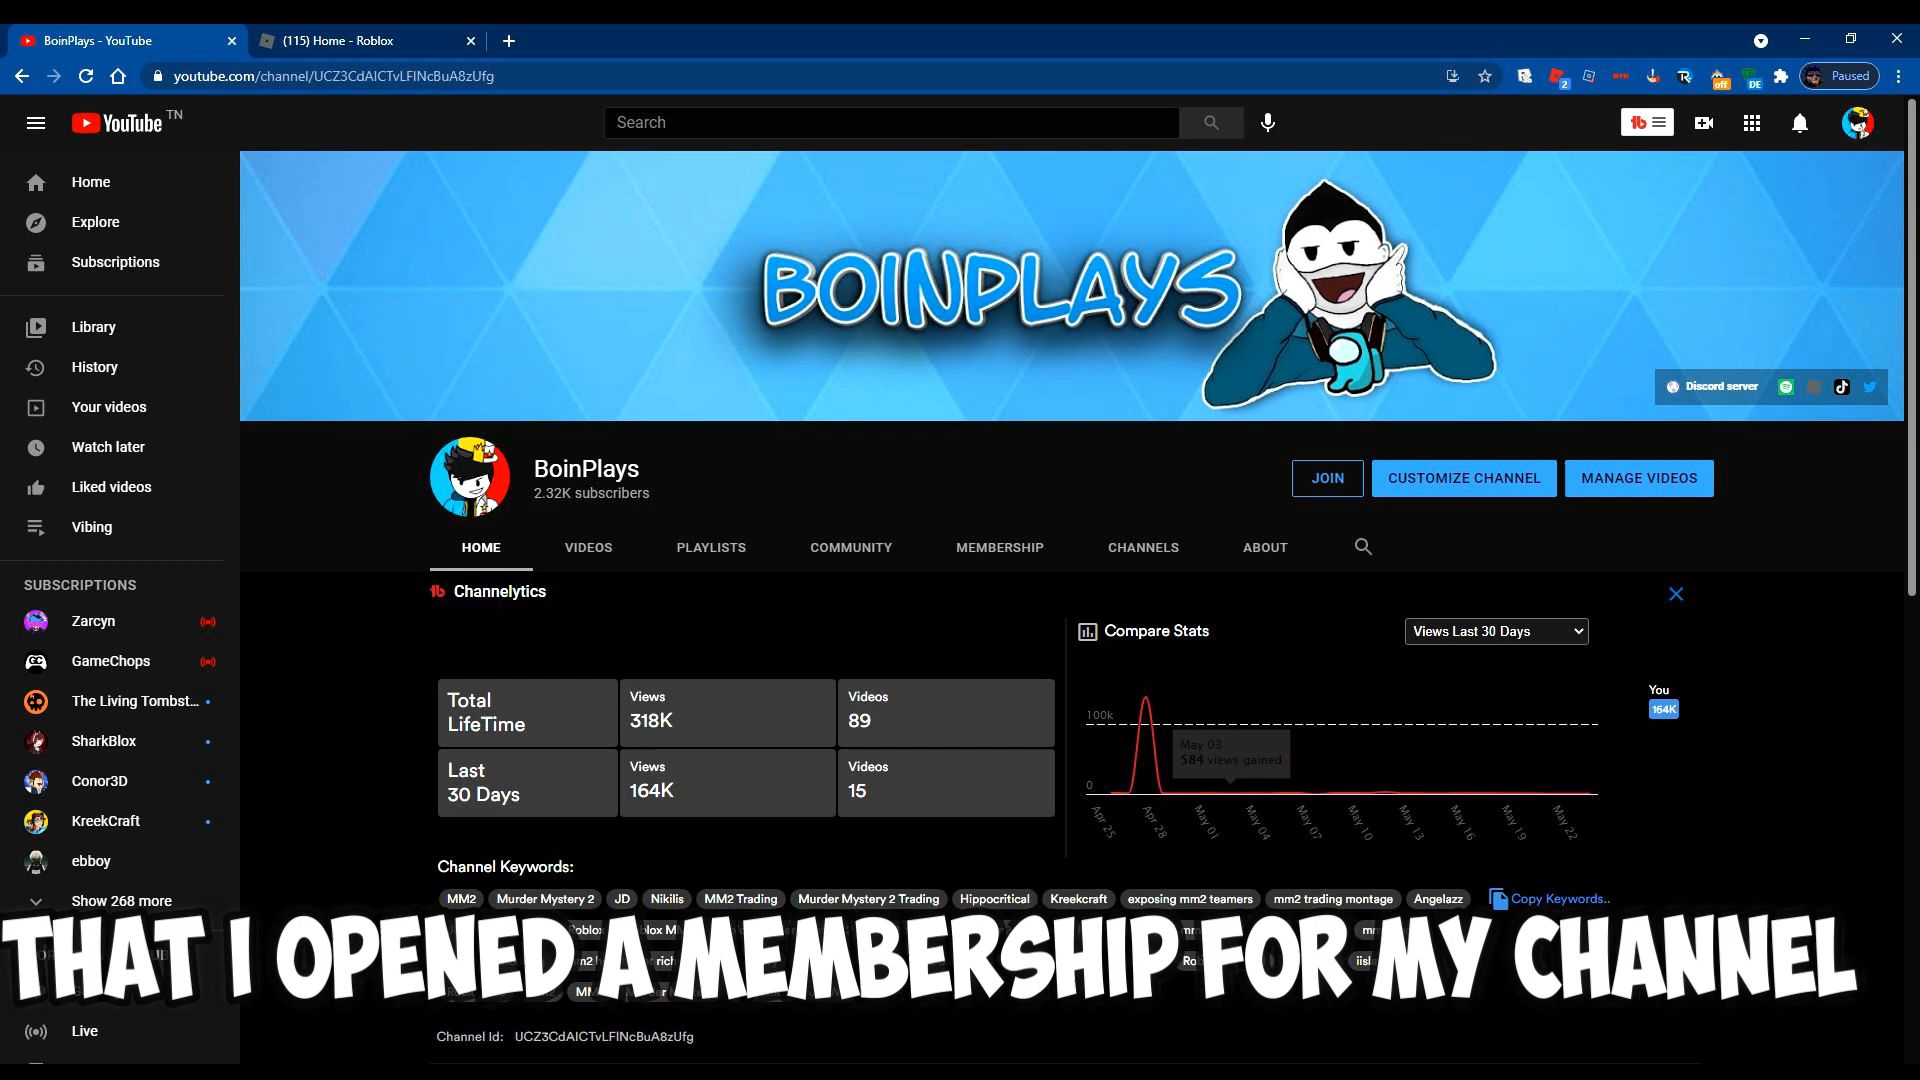 BoinPlays - YouTube
(115) Home - Roblox
youtube.com/channel/UCZ3CdAICTvLFINcBuA8zUfg
2
off
DE
Paused
YouTube TN
Search
Home
Explore
Subscriptions
Library
History
Your videos
Watch later
Liked videos
Vibing
SUBSCRIPTIONS
Zarcyn
GameChops
The Living Tombst...
SharkBlox
Conor3D
KreekCraft
ebboy
Show 268 more
Live
BOINPLAYS
Discord server
BoinPlays
2.32K subscribers
JOIN
CUSTOMIZE CHANNEL
MANAGE VIDEOS
HOME
VIDEOS
PLAYLISTS
COMMUNITY
MEMBERSHIP
CHANNELS
ABOUT
Channelytics
Total LifeTime
Views
318K
Videos
89
Last 30 Days
Views
164K
Videos
15
Compare Stats
Views Last 30 Days
You
164K
100k
0
May 03
584 views gained
Apr 25
Apr 28
May 01
May 04
May 07
May 10
May 13
May 16
May 19
May 22
Channel Keywords:
MM2
Murder Mystery 2
JD
Nikilis
MM2 Trading
Murder Mystery 2 Trading
Hippocritical
Kreekcraft
exposing mm2 teamers
mm2 trading montage
Angelazz
Copy Keywords..
THAT I OPENED A MEMBERSHIP FOR MY CHANNEL
Channel Id: UCZ3CdAICTvLFINcBuA8zUfg